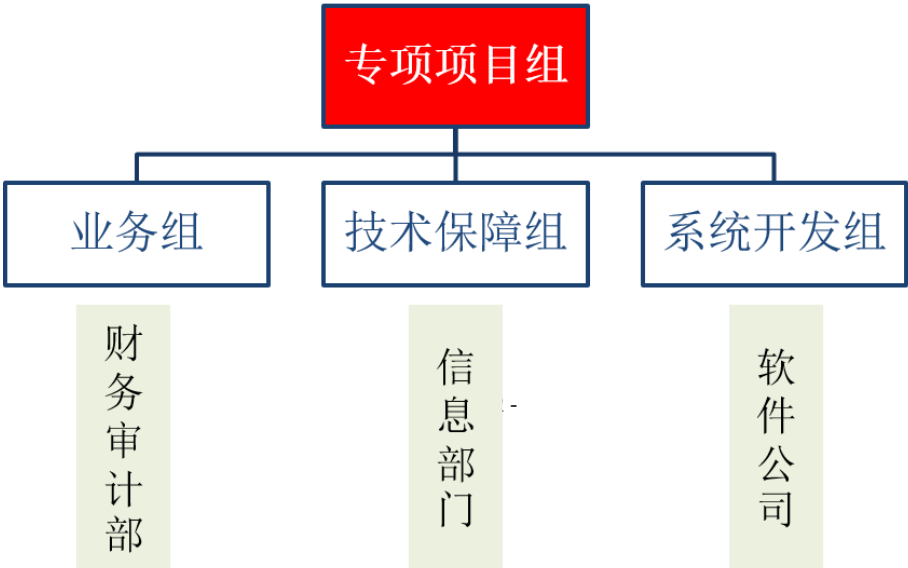 专项项目组
业务组
技术保障组
系统开发组
财务审计部
信息部门
软件公司